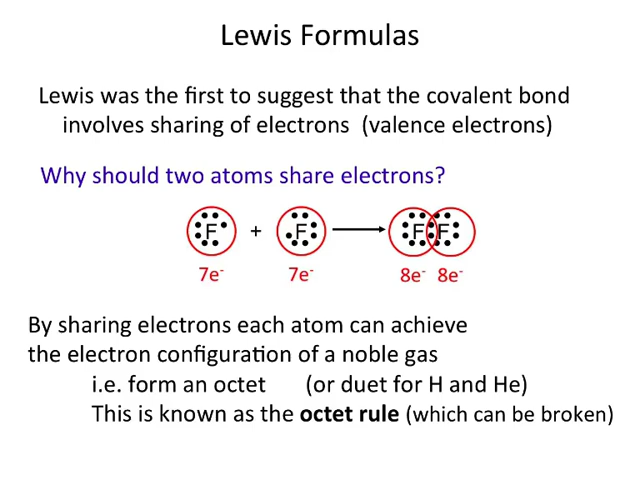 Lewis Formulas
Lewis was the first to suggest that the covalent bond
involves sharing of electrons (valence electrons)
Why should two atoms share electrons?
F + F F F
7e⁻ 7e⁻ 8e⁻ 8e⁻
By sharing electrons each atom can achieve
the electron configuration of a noble gas
i.e. form an octet (or duet for H and He)
This is known as the octet rule (which can be broken)